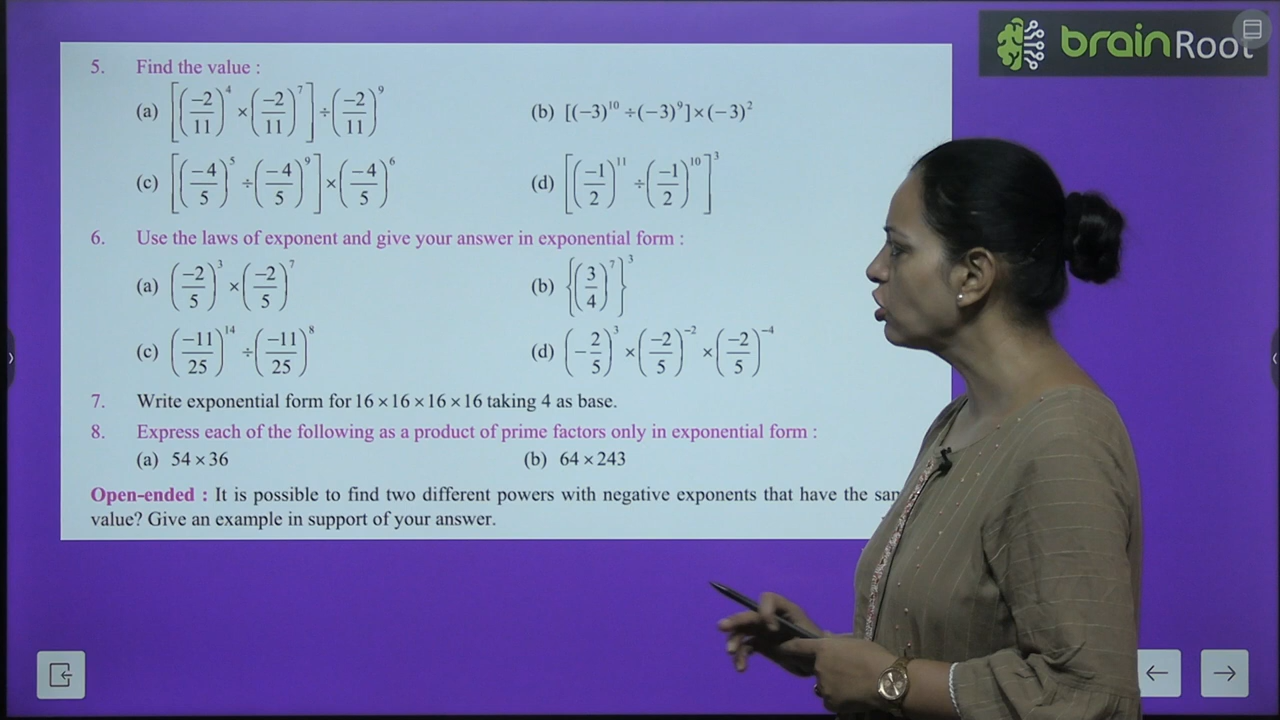 brainRoot
5. Find the value :
(a) [(-2/11)^4 × (-2/11)^7] ÷ (-2/11)^9 (b) [(-3)^10 ÷ (-3)^9] × (-3)^2
(c) [(-4/5)^5 ÷ (-4/5)^9] × (-4/5)^6 (d) [(-1/2)^11 ÷ (-1/2)^10]^3
6. Use the laws of exponent and give your answer in exponential form :
(a) (-2/5)^3 × (-2/5)^7 (b) {(3/4)^7}^3
(c) (-11/25)^14 ÷ (-11/25)^8 (d) (-2/5)^3 × (-2/5)^-2 × (-2/5)^-4
7. Write exponential form for 16 × 16 × 16 × 16 taking 4 as base.
8. Express each of the following as a product of prime factors only in exponential form :
(a) 54 × 36 (b) 64 × 243
Open-ended : It is possible to find two different powers with negative exponents that have the
value? Give an example in support of your answer.